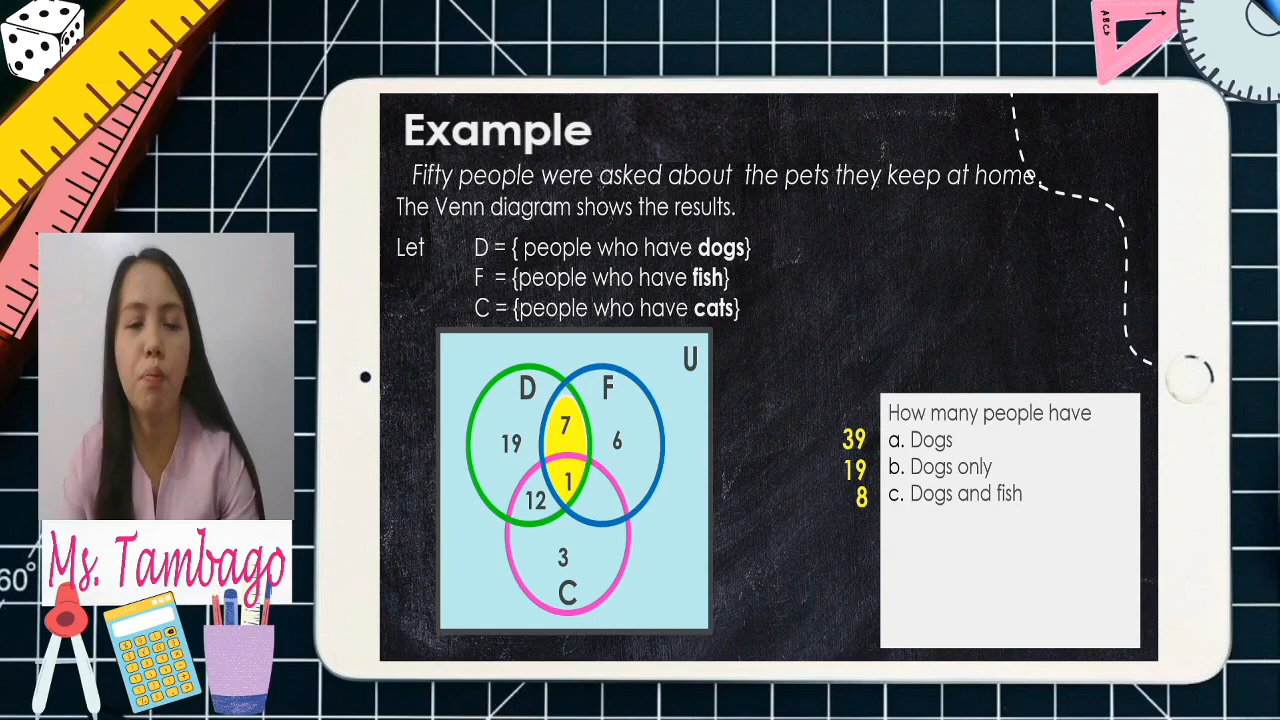 Example
Fifty people were asked about the pets they keep at home.
The Venn diagram shows the results.
Let D = { people who have dogs}
F = {people who have fish}
C = {people who have cats}
U
D F
7
19 6
1
12
3
C
How many people have
39 a. Dogs
19 b. Dogs only
8 c. Dogs and fish
Ms. Tambago
60°
ABCD